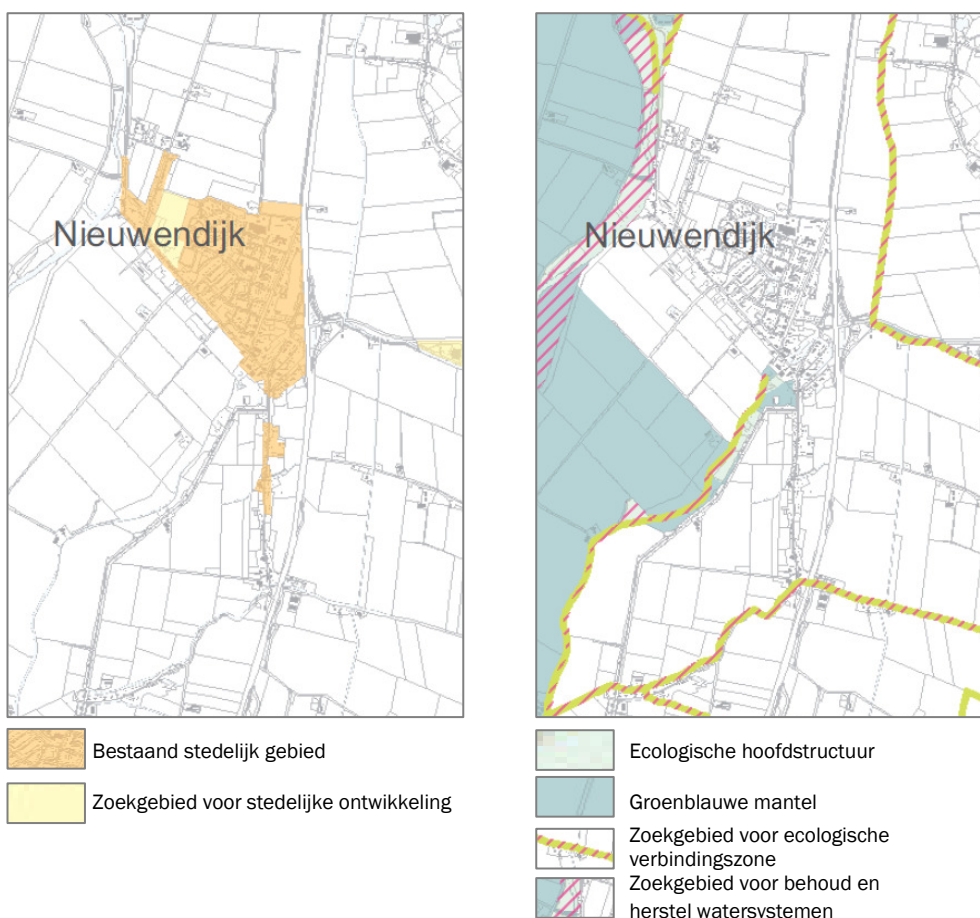 Nieuwendijk
Bestaand stedelijk gebied
Zoekgebied voor stedelijke ontwikkeling
Nieuwendijk
Ecologische hoofdstructuur
Groenblauwe mantel
Zoekgebied voor ecologische
verbindingszone
Zoekgebied voor behoud en
herstel watersystemen